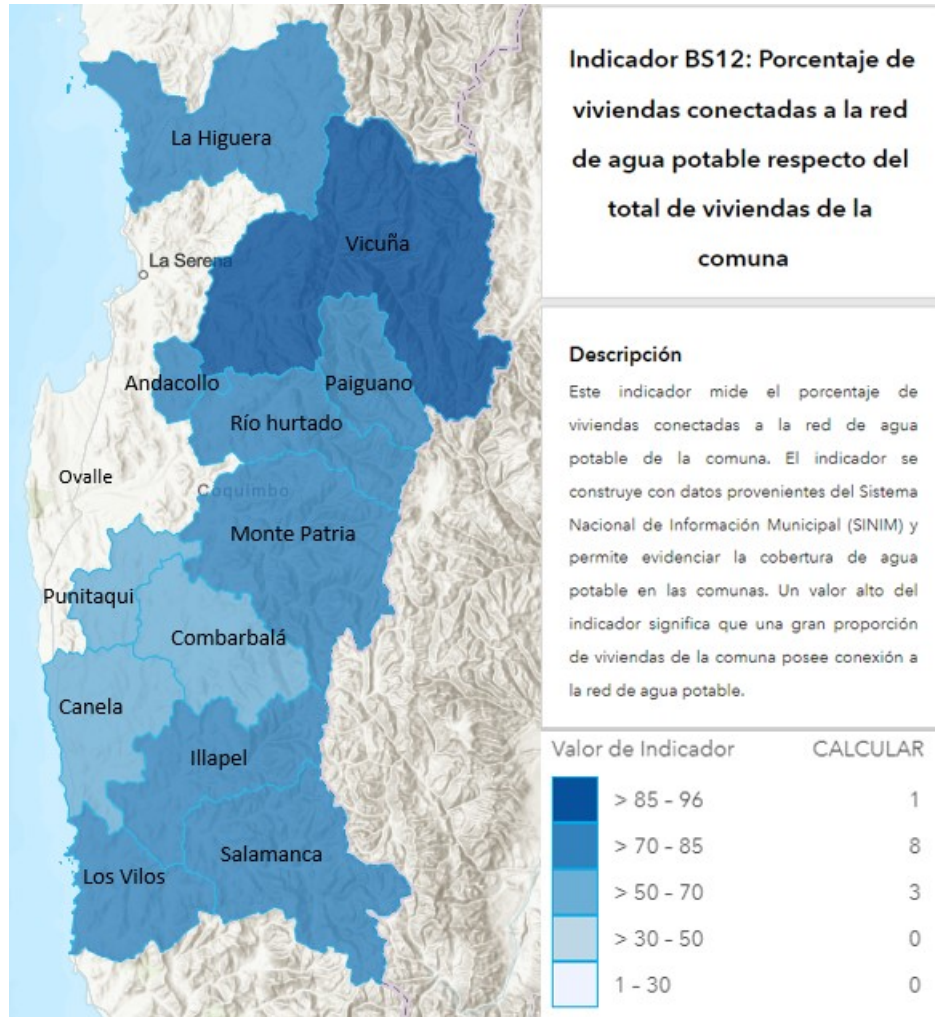 La Higuera
Vicuña
La Serena
Andacollo
Paiguano
Río hurtado
Ovalle
Coquimbo
Monte Patria
Punitaqui
Combarbalá
Canela
Illapel
Salamanca
Los Vilos
Indicador BS12: Porcentaje de
viviendas conectadas a la red
de agua potable respecto del
total de viviendas de la
comuna
Descripción
Este indicador mide el porcentaje de
viviendas conectadas a la red de agua
potable de la comuna. El indicador se
construye con datos provenientes del Sistema
Nacional de Información Municipal (SINIM) y
permite evidenciar la cobertura de agua
potable en las comunas. Un valor alto del
indicador significa que una gran proporción
de viviendas de la comuna posee conexión a
la red de agua potable.
Valor de Indicador CALCULAR
> 85 - 96 1
> 70 - 85 8
> 50 - 70 3
> 30 - 50 0
1 - 30 0